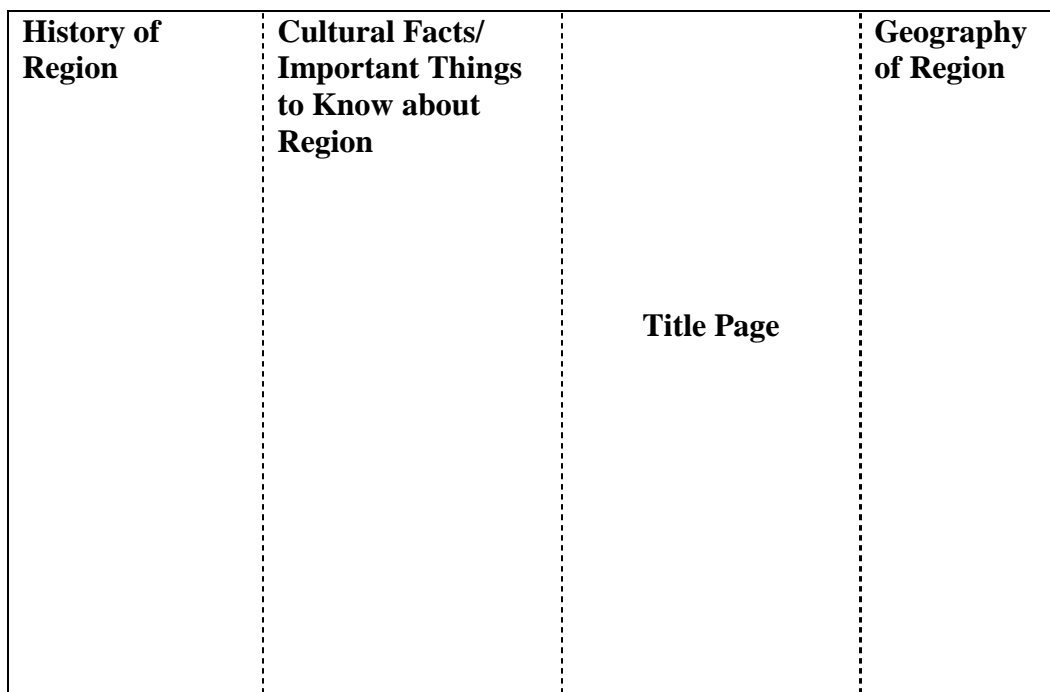 History of
Region
Cultural Facts/
Important Things
to Know about
Region
Title Page
Geography
of Region